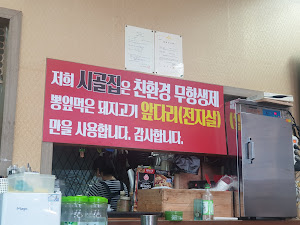 저희 시골집은 친환경 무항생제
뽕잎먹은 돼지고기 앞다리(전지살)
만을 사용합니다. 감사합니다.